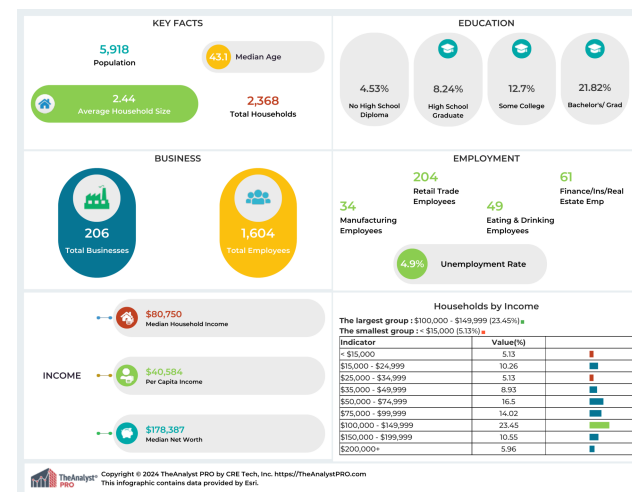 KEY FACTS
5,918
Population
43.1 Median Age
2.44
Average Household Size
2,368
Total Households
EDUCATION
4.53%
No High School
Diploma
8.24%
High School
Graduate
12.7%
Some College
21.82%
Bachelor's/ Grad
BUSINESS
206
Total Businesses
1,604
Total Employees
EMPLOYMENT
34
Manufacturing
Employees
204
Retail Trade
Employees
49
Eating & Drinking
Employees
61
Finance/Ins/Real
Estate Emp
4.9% Unemployment Rate
INCOME
$80,750
Median Household Income
$40,584
Per Capita Income
$178,387
Median Net Worth
Households by Income
The largest group : $100,000 - $149,999 (23.45%)
The smallest group : < $15,000 (5.13%)
Indicator Value(%)
< $15,000 5.13
$15,000 - $24,999 10.26
$25,000 - $34,999 5.13
$35,000 - $49,999 8.93
$50,000 - $74,999 16.5
$75,000 - $99,999 14.02
$100,000 - $149,999 23.45
$150,000 - $199,999 10.55
$200,000+ 5.96
TheAnalyst®
PRO
Copyright © 2024 TheAnalyst PRO by CRE Tech, Inc. https://TheAnalystPRO.com
This infographic contains data provided by Esri.